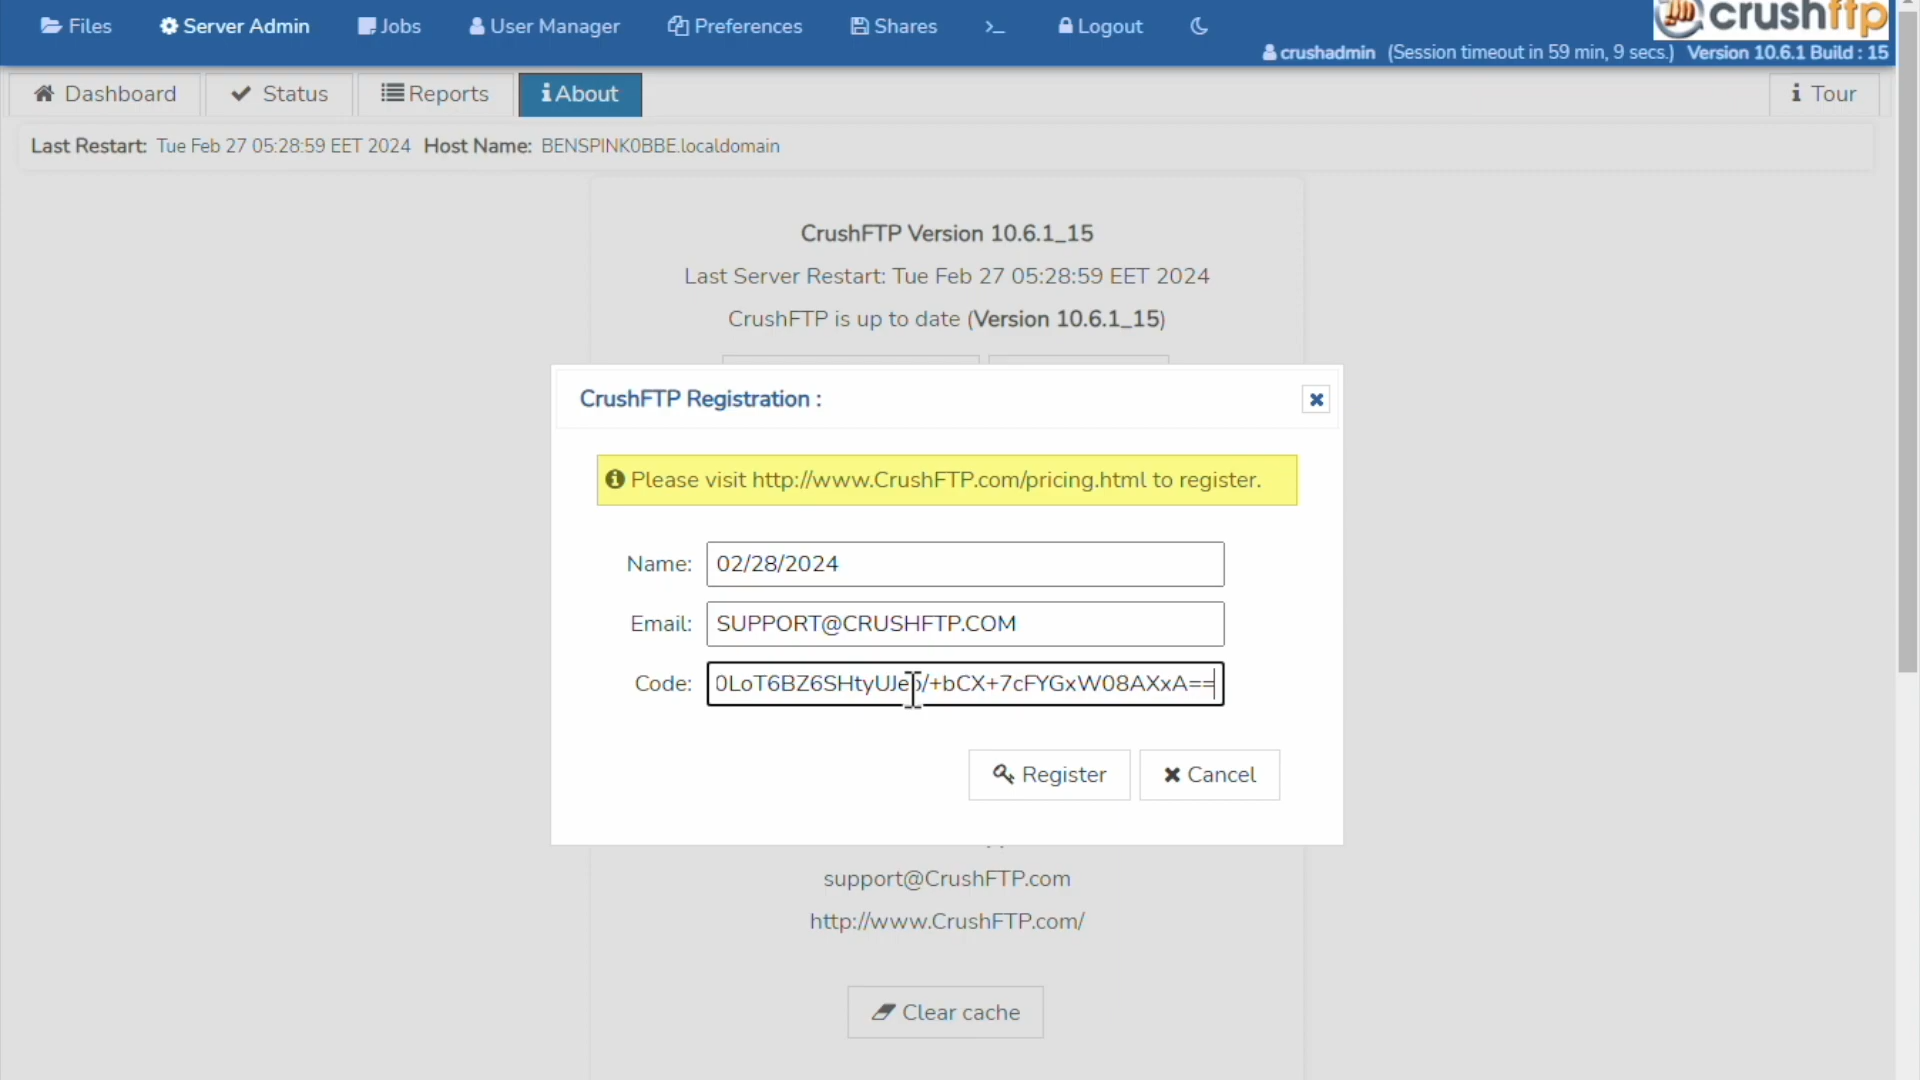 Files Server Admin Jobs User Manager Preferences Shares >_ Logout
crushftp
crushadmin (Session timeout in 59 min, 9 secs.) Version 10.6.1 Build : 15
Dashboard Status Reports About Tour
Last Restart: Tue Feb 27 05:28:59 EET 2024 Host Name: BENSPINK0BBE.localdomain
CrushFTP Version 10.6.1_15
Last Server Restart: Tue Feb 27 05:28:59 EET 2024
CrushFTP is up to date (Version 10.6.1_15)
CrushFTP Registration :
Please visit http://www.CrushFTP.com/pricing.html to register.
Name: 02/28/2024
Email: SUPPORT@CRUSHFTP.COM
Code:
Register Cancel
support@CrushFTP.com
http://www.CrushFTP.com/
Clear cache